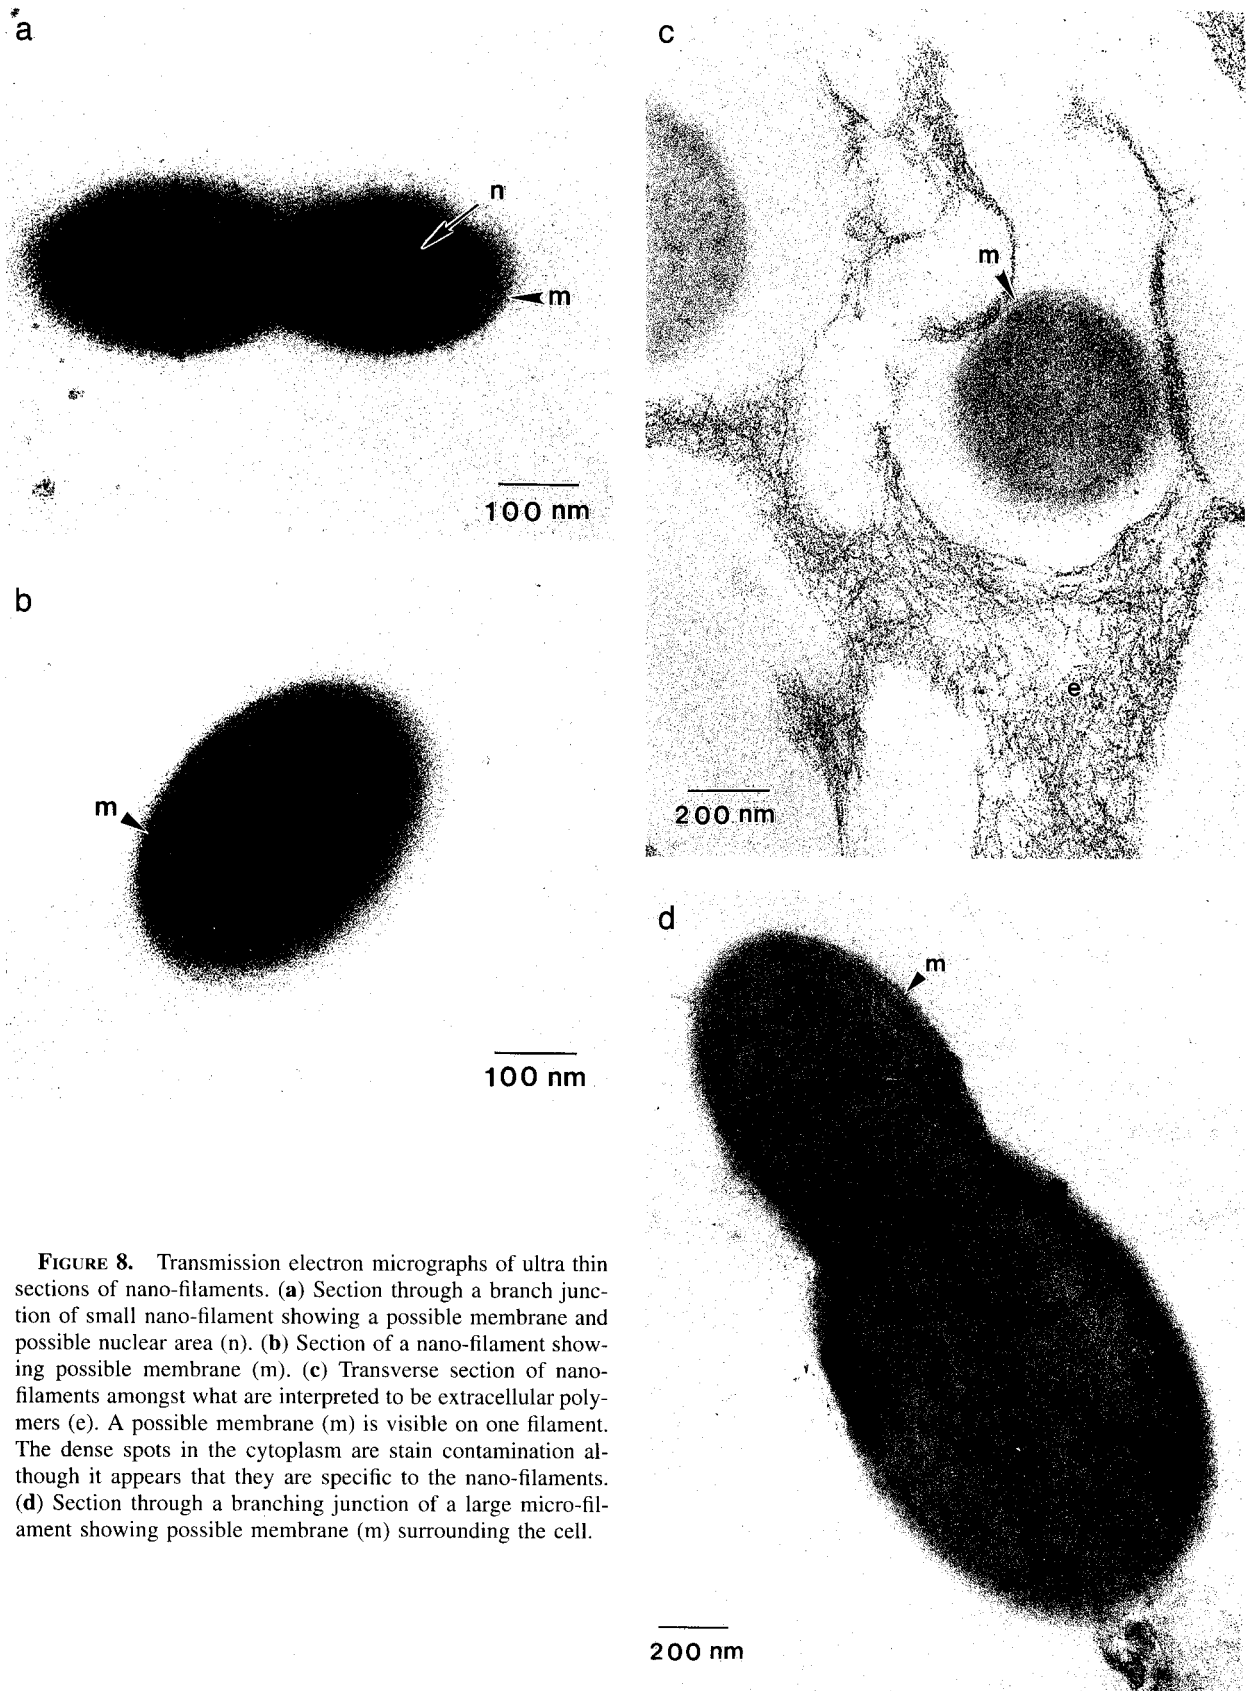 a
n
m
100 nm
b
m
100 nm
c
m
e
200 nm
d
m
200 nm
FIGURE 8. Transmission electron micrographs of ultra thin
sections of nano-filaments. (a) Section through a branch junc-
tion of small nano-filament showing a possible membrane and
possible nuclear area (n). (b) Section of a nano-filament show-
ing possible membrane (m). (c) Transverse section of nano-
filaments amongst what are interpreted to be extracellular poly-
mers (e). A possible membrane (m) is visible on one filament.
The dense spots in the cytoplasm are stain contamination al-
though it appears that they are specific to the nano-filaments.
(d) Section through a branching junction of a large micro-fil-
ament showing possible membrane (m) surrounding the cell.